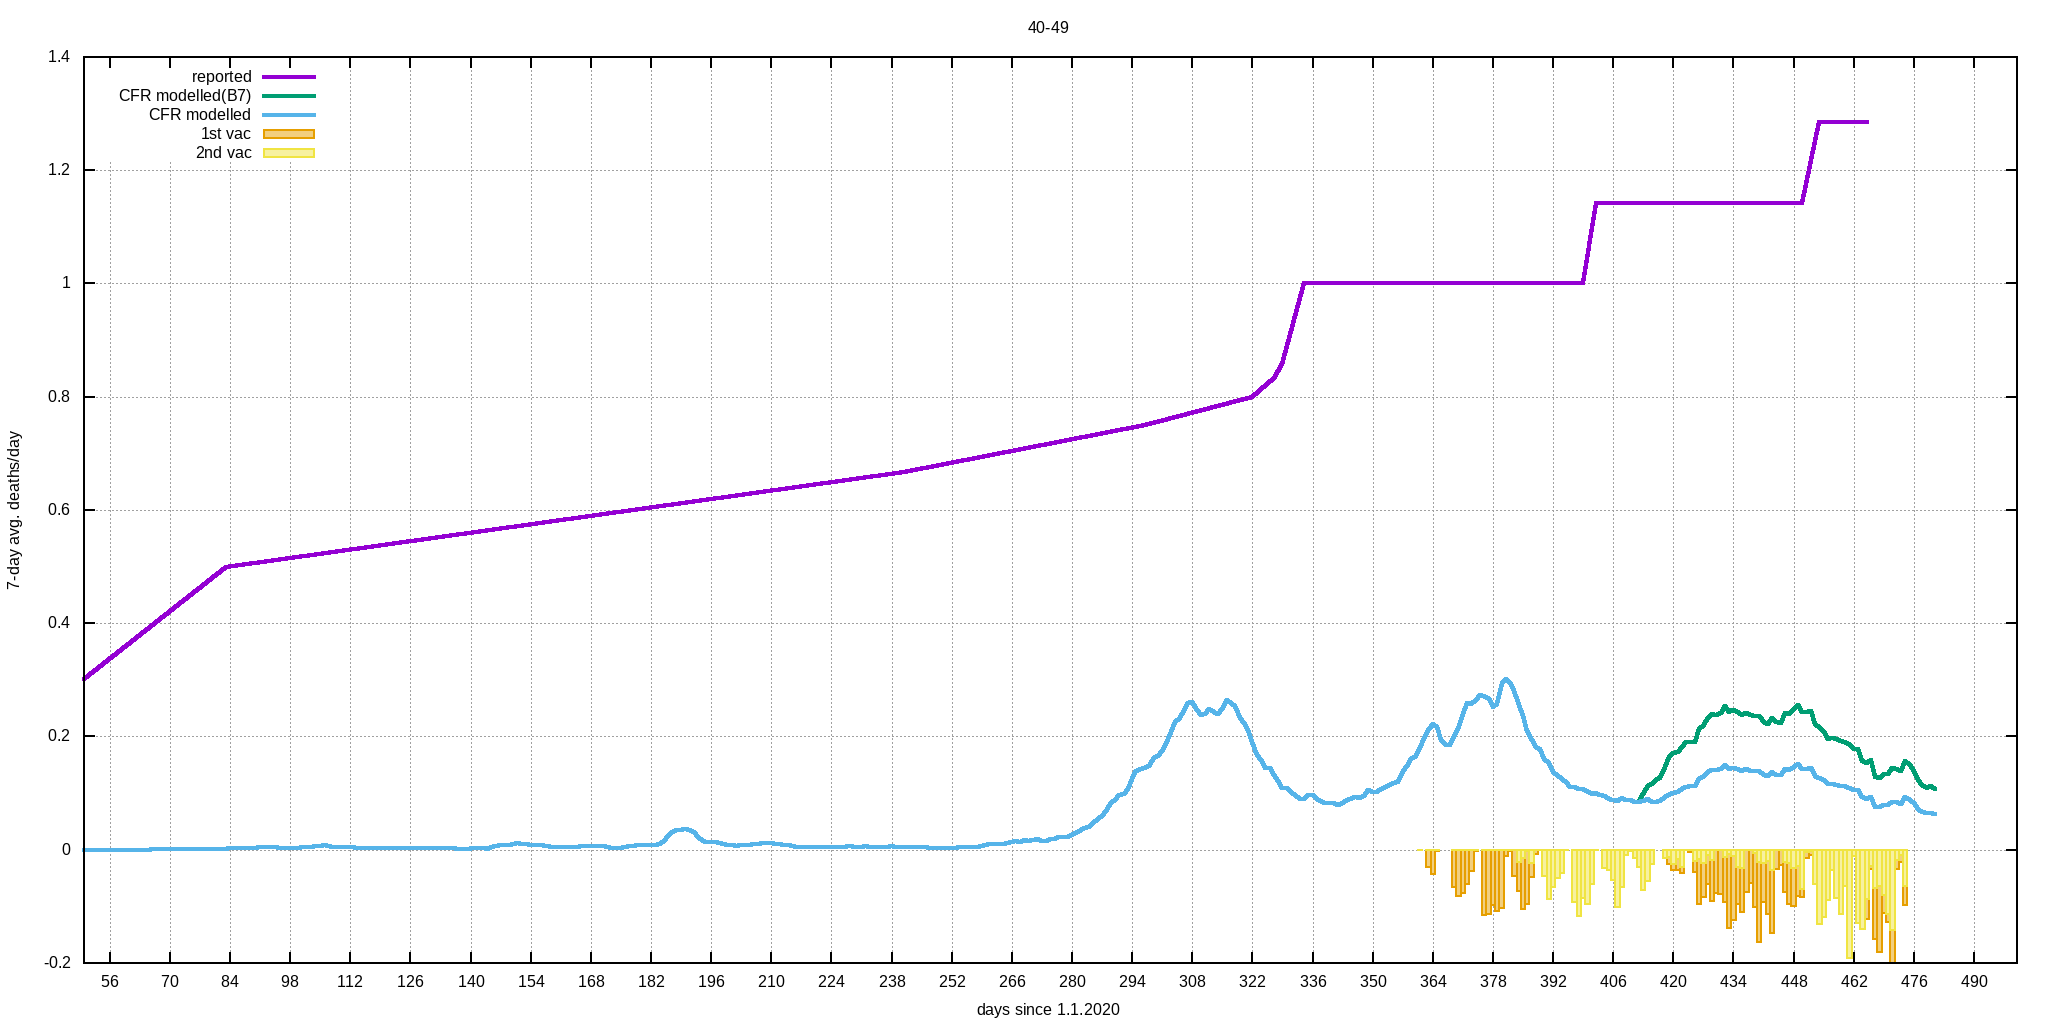 40-49
1.4
1.2
1
0.8
0.6
0.4
0.2
0
-0.2
7-day avg. deaths/day
reported
CFR modelled(B7)
CFR modelled
1st vac
2nd vac
56 70 84 98 112 126 140 154 168 182 196 210 224 238 252 266 280 294 308 322 336 350 364 378 392 406 420 434 448 462 476 490
days since 1.1.2020